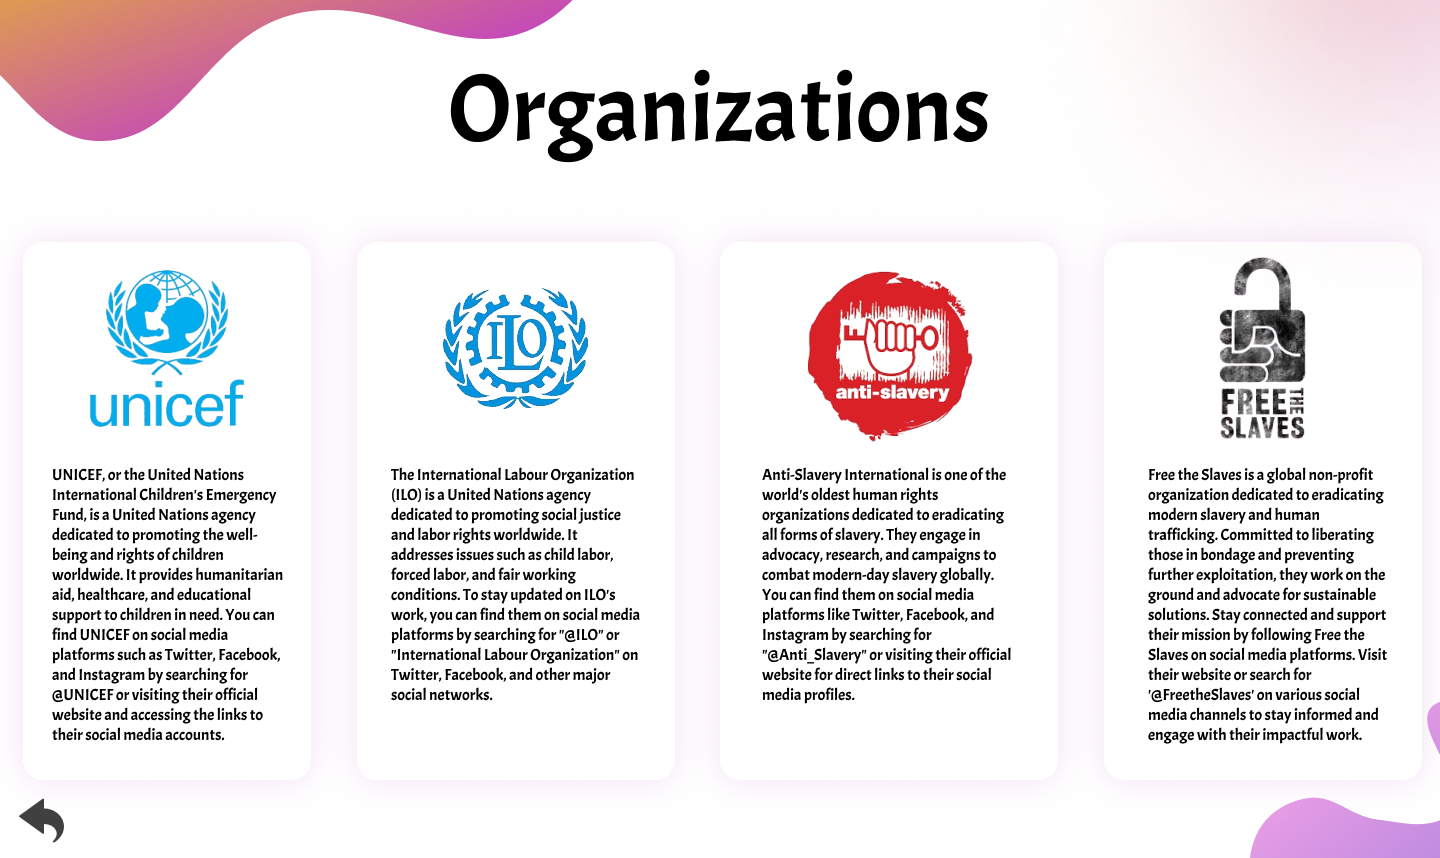 Organizations
unicef
UNICEF, or the United Nations
International Children's Emergency
Fund, is a United Nations agency
dedicated to promoting the well-
being and rights of children
worldwide. It provides humanitarian
aid, healthcare, and educational
support to children in need. You can
find UNICEF on social media
platforms such as Twitter, Facebook,
and Instagram by searching for
@UNICEF or visiting their official
website and accessing the links to
their social media accounts.
ILO
The International Labour Organization
(ILO) is a United Nations agency
dedicated to promoting social justice
and labor rights worldwide. It
addresses issues such as child labor,
forced labor, and fair working
conditions. To stay updated on ILO's
work, you can find them on social media
platforms by searching for "@ILO" or
"International Labour Organization" on
Twitter, Facebook, and other major
social networks.
anti-slavery
Anti-Slavery International is one of the
world's oldest human rights
organizations dedicated to eradicating
all forms of slavery. They engage in
advocacy, research, and campaigns to
combat modern-day slavery globally.
You can find them on social media
platforms like Twitter, Facebook, and
Instagram by searching for
"@Anti_Slavery" or visiting their official
website for direct links to their social
media profiles.
FREE THE
SLAVES
Free the Slaves is a global non-profit
organization dedicated to eradicating
modern slavery and human
trafficking. Committed to liberating
those in bondage and preventing
further exploitation, they work on the
ground and advocate for sustainable
solutions. Stay connected and support
their mission by following Free the
Slaves on social media platforms. Visit
their website or search for
'@FreetheSlaves' on various social
media channels to stay informed and
engage with their impactful work.